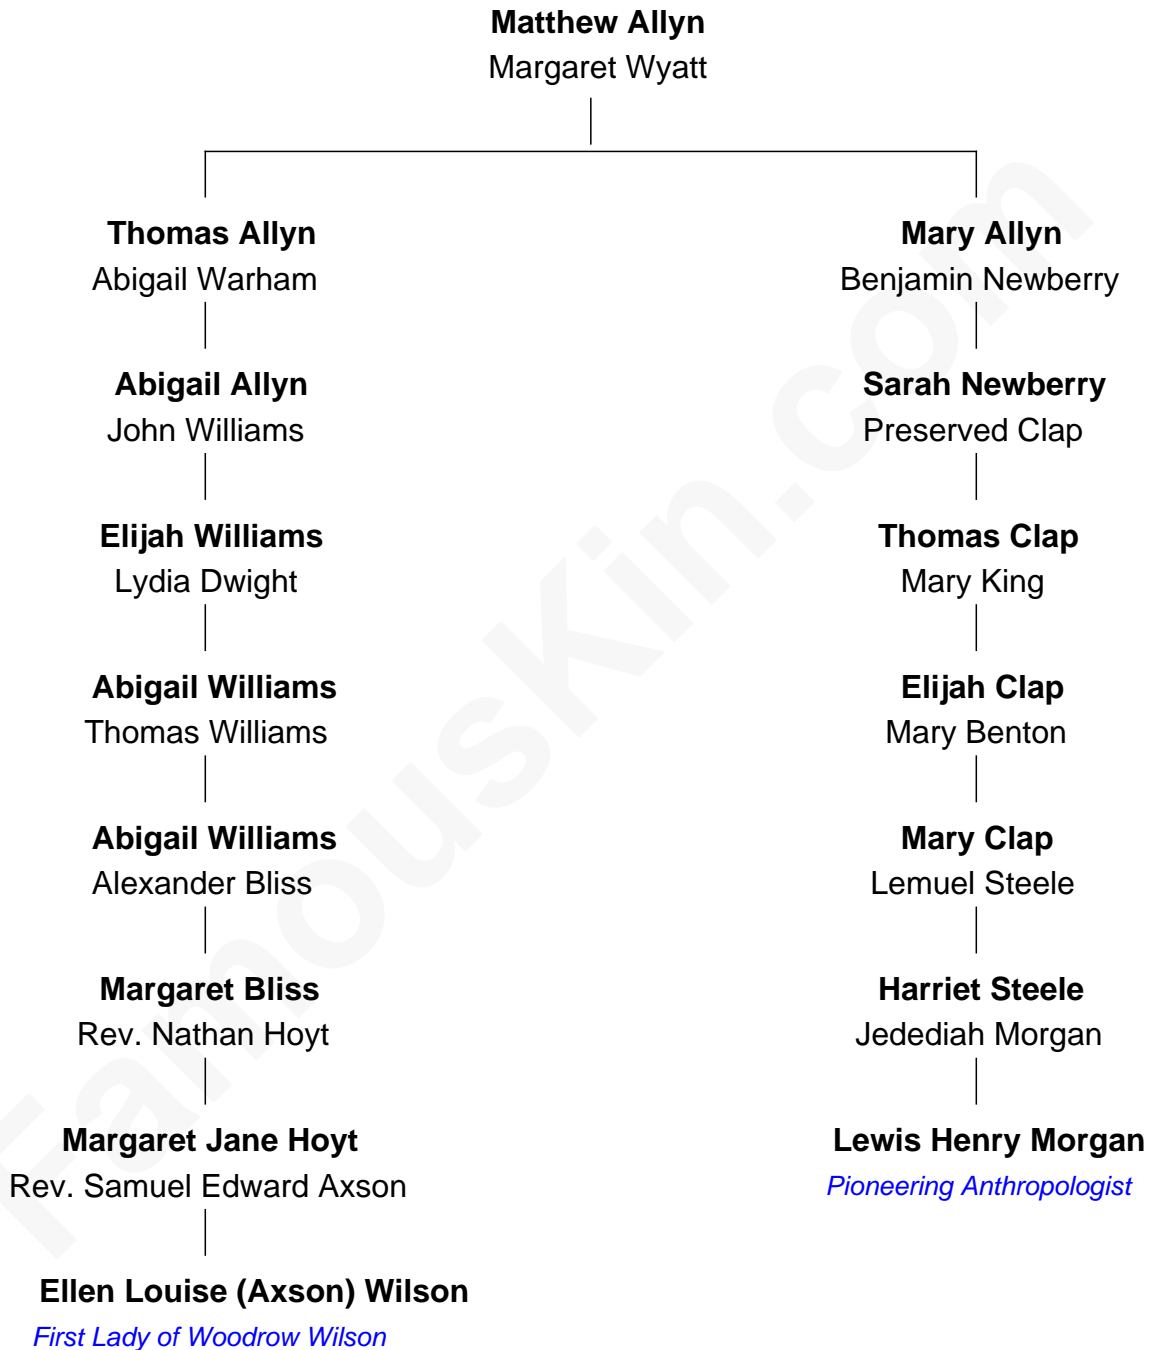 Matthew Allyn
Margaret Wyatt
Thomas Allyn
Abigail Warham
Mary Allyn
Benjamin Newberry
Abigail Allyn
John Williams
Sarah Newberry
Preserved Clap
Elijah Williams
Lydia Dwight
Thomas Clap
Mary King
Abigail Williams
Thomas Williams
Elijah Clap
Mary Benton
Abigail Williams
Alexander Bliss
Mary Clap
Lemuel Steele
Margaret Bliss
Rev. Nathan Hoyt
Harriet Steele
Jedediah Morgan
Margaret Jane Hoyt
Rev. Samuel Edward Axson
Lewis Henry Morgan
Pioneering Anthropologist
Ellen Louise (Axson) Wilson
First Lady of Woodrow Wilson
FamousKin.com